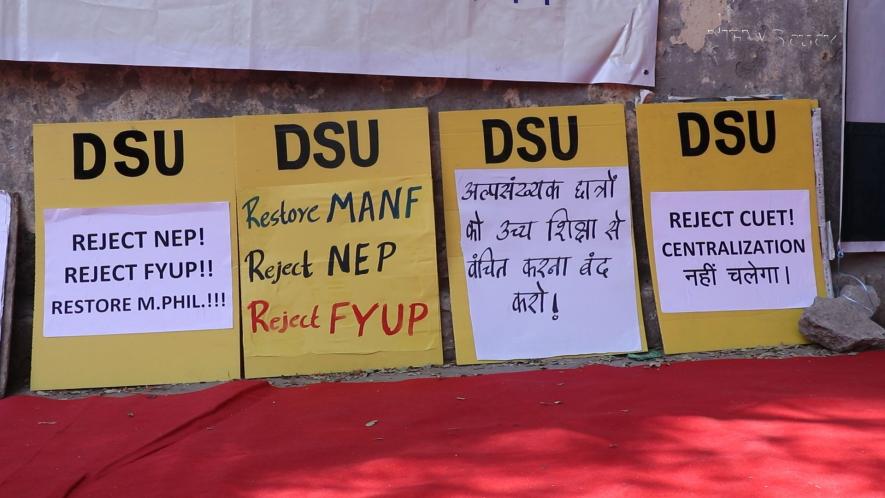 DSU
REJECT NEP!
REJECT FYUP!!
RESTORE M.PHIL.!!!
DSU
Restore MANF
Reject NEP
Reject FYUP
DSU
अल्पसंख्यक छात्रों
को उच्च शिक्षा से
वंचित करना बंद
करो!
DSU
REJECT CUET!
CENTRALIZATION
नहीं चलेगा।